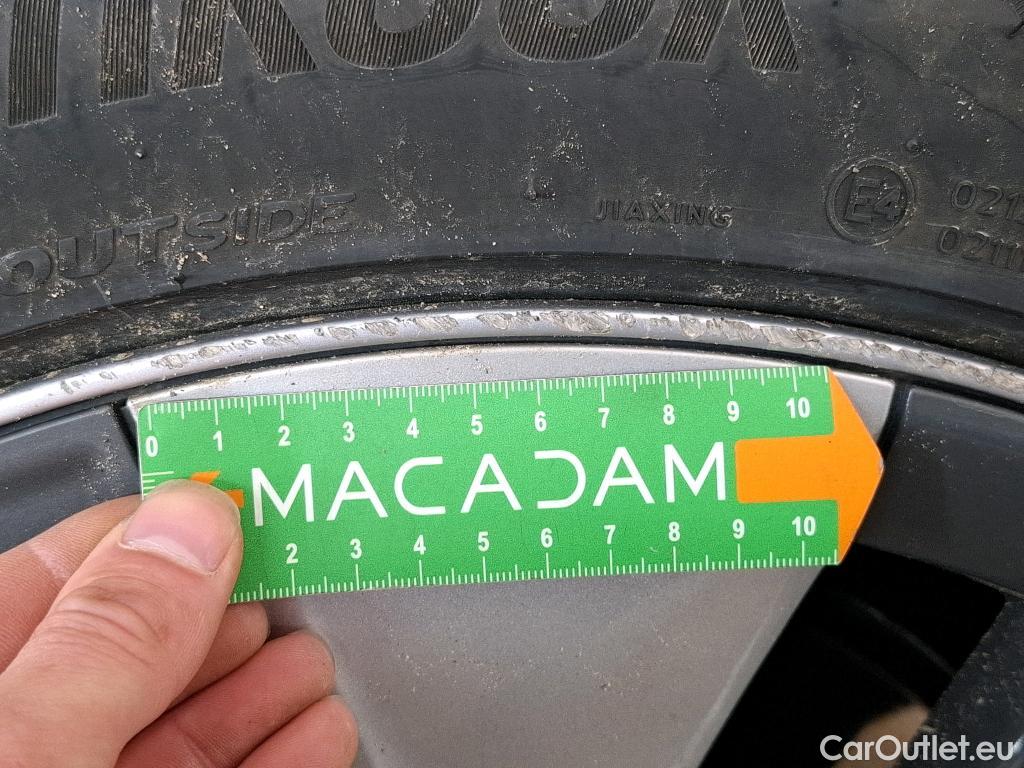 OUTSIDE
JIAXING
E4
0 1 2 3 4 5 6 7 8 9 10
MACADAM
2 3 4 5 6 7 8 9 10
CarOutlet.eu